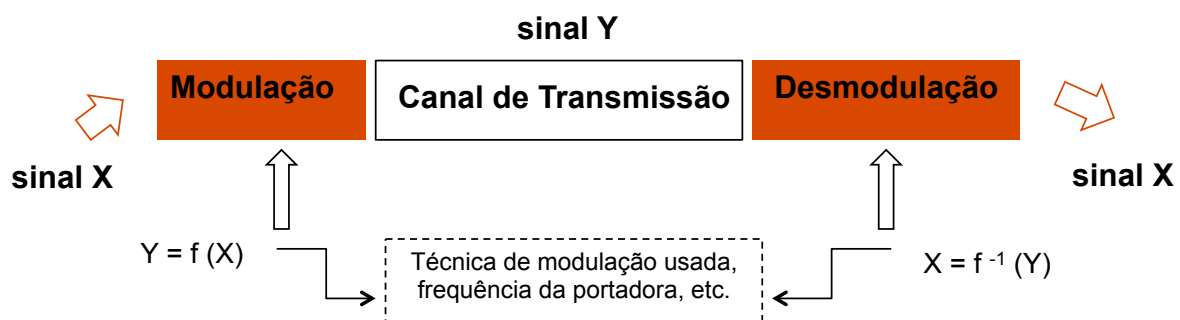 sinal Y
Modulação
Canal de Transmissão
Desmodulação
sinal X
sinal X
Y = f (X)
Técnica de modulação usada,
frequência da portadora, etc.
X = f -1 (Y)